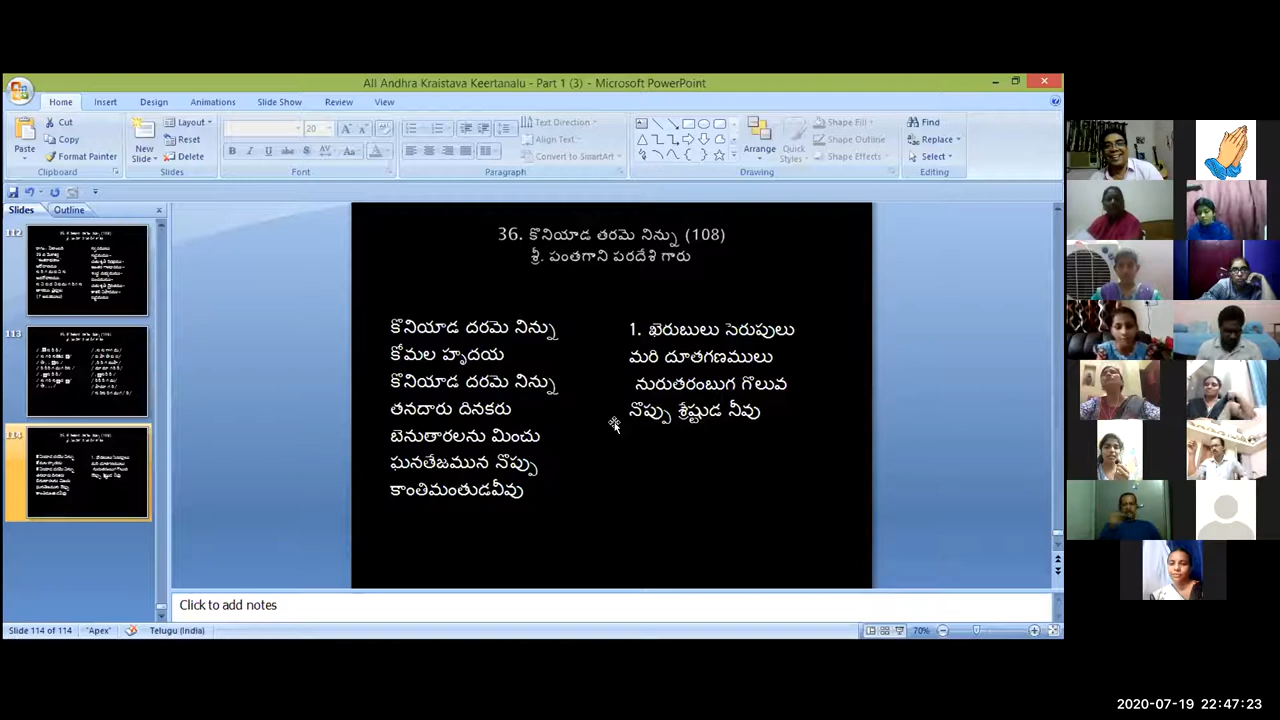 All Andhra Kraistava Keertanalu - Part 1 (3) - Microsoft PowerPoint
Home Insert Design Animations Slide Show Review View
Cut
Copy
Format Painter
Paste
Clipboard
New Slide
Layout
Reset
Delete
Slides
20
Font
Text Direction
Align Text
Convert to SmartArt
Paragraph
Arrange
Quick Styles
Shape Fill
Shape Outline
Shape Effects
Drawing
Find
Replace
Select
Editing
Slides Outline
112
113
114
36. కొనియాడ తరమె నిన్ను (108)
శ్రీ. పంతగాని పరదేశి గారు
కొనియాడ దరమె నిన్ను
కోమల హృదయ
కొనియాడ దరమె నిన్ను
తనదారు దినకరు
బెనుతారలను మించు
ఘనతేజమున నొప్పు
కాంతిమంతుడవీవు
1. ఖెరుబులు సెరుపులు
మరి దూతగణములు
నురుతరంబుగ గొలువ
నొప్పు శ్రేష్టుడ నీవు
Click to add notes
Slide 114 of 114 "Apex" Telugu (India) 70%
2020-07-19 22:47:23